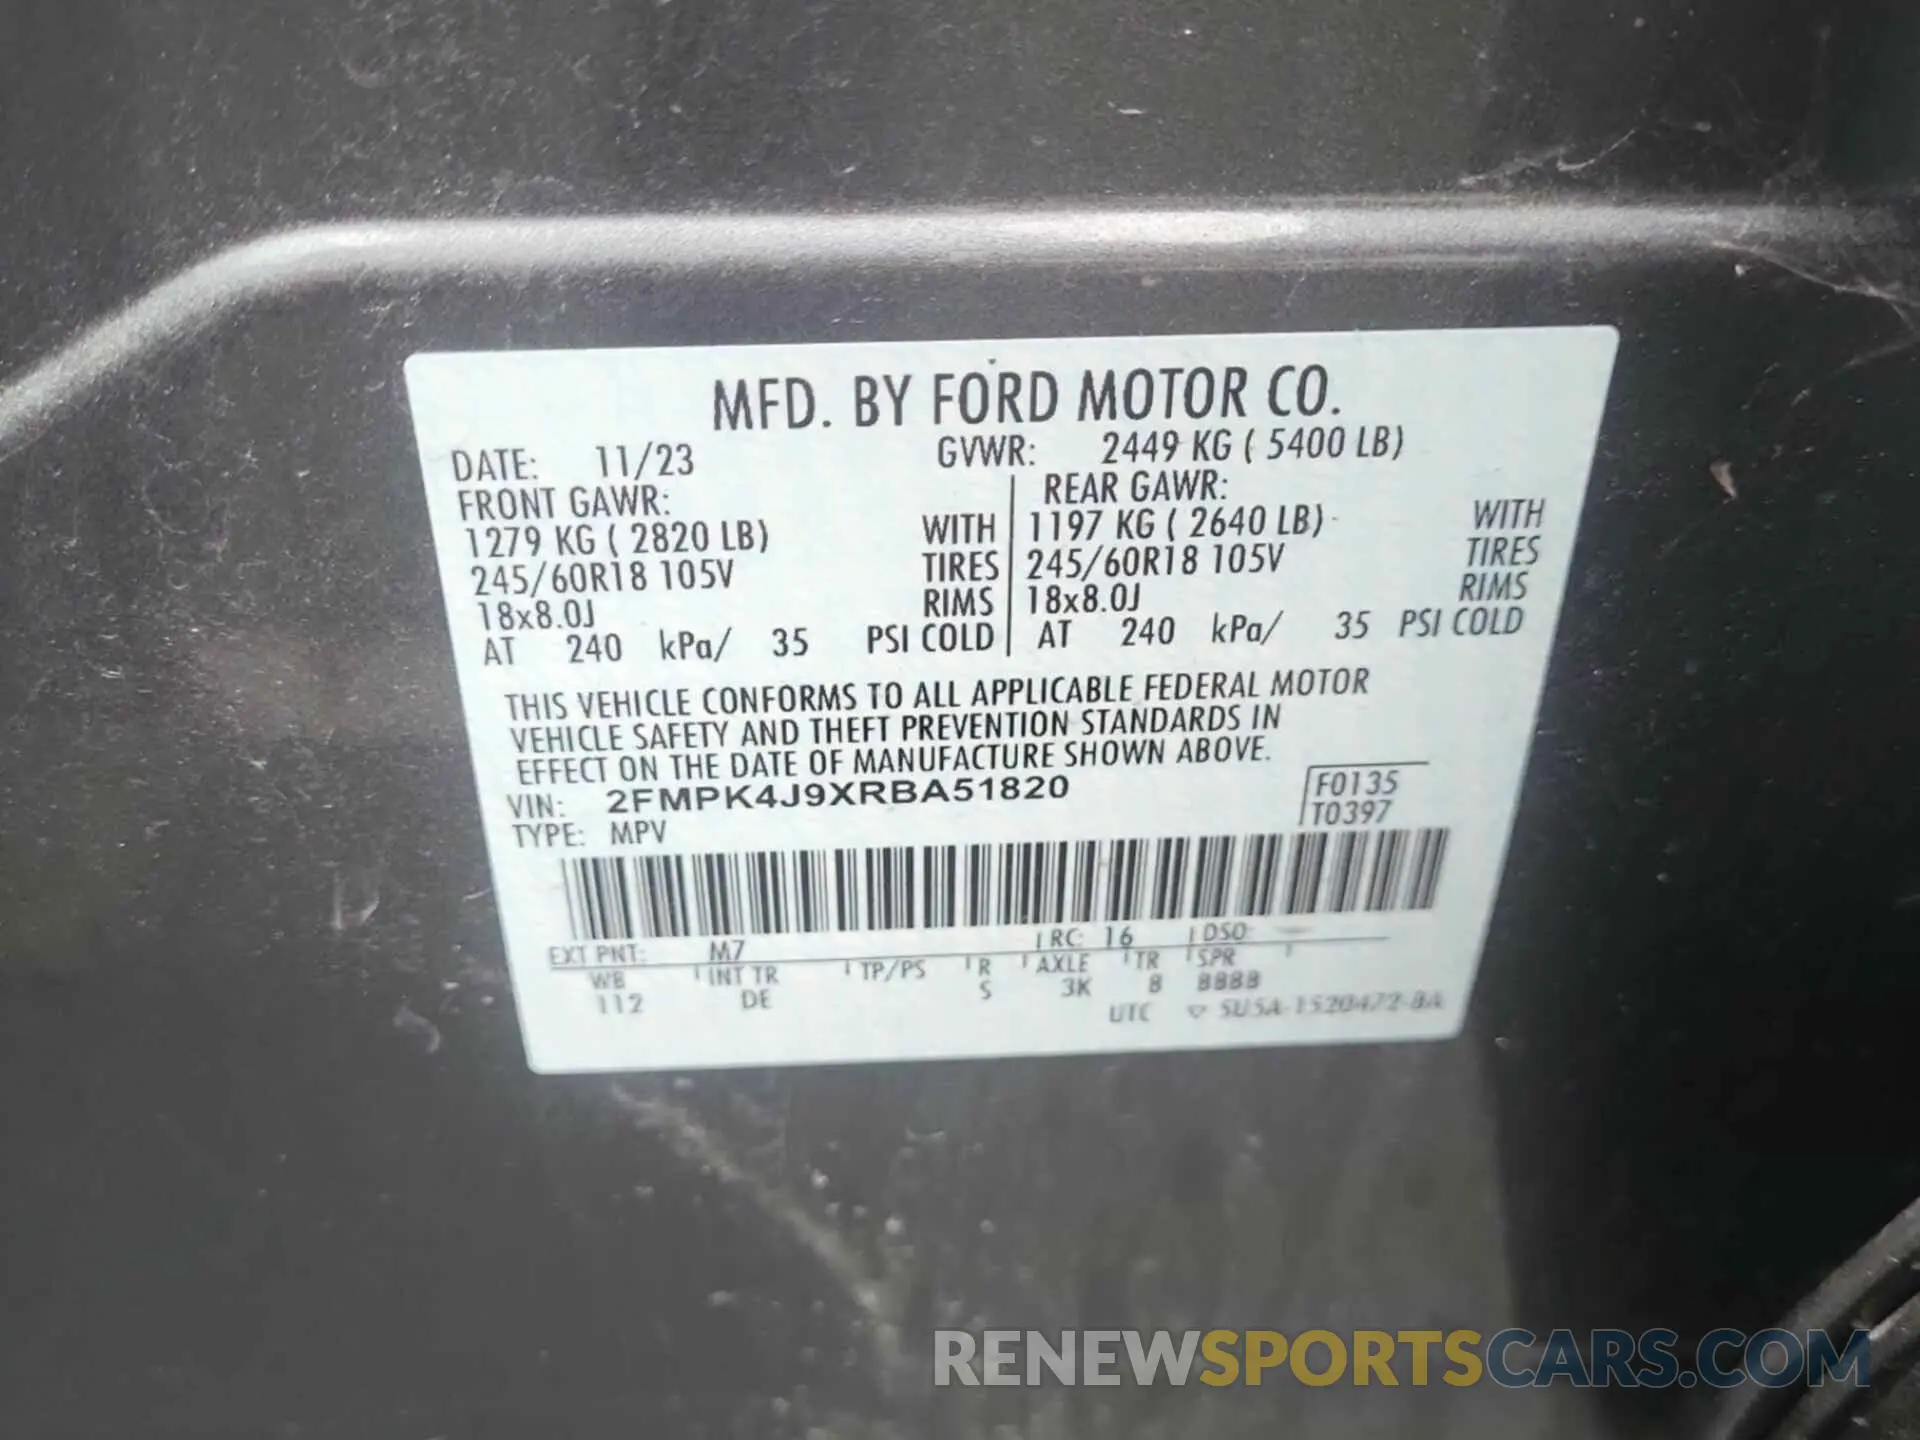 MFD. BY FORD MOTOR CO.
DATE: 11/23 GVWR: 2449 KG ( 5400 LB)
FRONT GAWR: REAR GAWR:
1279 KG ( 2820 LB) WITH 1197 KG ( 2640 LB) WITH
245/60R18 105V TIRES 245/60R18 105V TIRES
18x8.0J RIMS 18x8.0J RIMS
AT 240 kPa/ 35 PSI COLD AT 240 kPa/ 35 PSI COLD
THIS VEHICLE CONFORMS TO ALL APPLICABLE FEDERAL MOTOR
VEHICLE SAFETY AND THEFT PREVENTION STANDARDS IN
EFFECT ON THE DATE OF MANUFACTURE SHOWN ABOVE.
VIN: 2FMPK4J9XRBA51820 F0135
TYPE: MPV T0397
EXT PNT: M7 RC: 16 DSO:
WB INT TR TP/PS R AXLE TR SPR
112 DE S 3K 8 8888
UTC ▽ 5U5A-1520472-BA
RENEWSPORTSCARS.COM